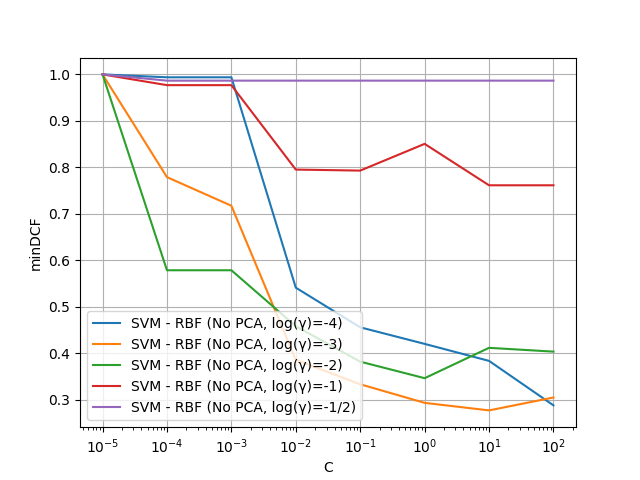 1.0
0.9
0.8
0.7
0.6
0.5
0.4
0.3
minDCF
SVM - RBF (No PCA, log(γ)=-4)
SVM - RBF (No PCA, log(γ)=-3)
SVM - RBF (No PCA, log(γ)=-2)
SVM - RBF (No PCA, log(γ)=-1)
SVM - RBF (No PCA, log(γ)=-1/2)
10⁻⁵ 10⁻⁴ 10⁻³ 10⁻² 10⁻¹ 10⁰ 10¹ 10²
C